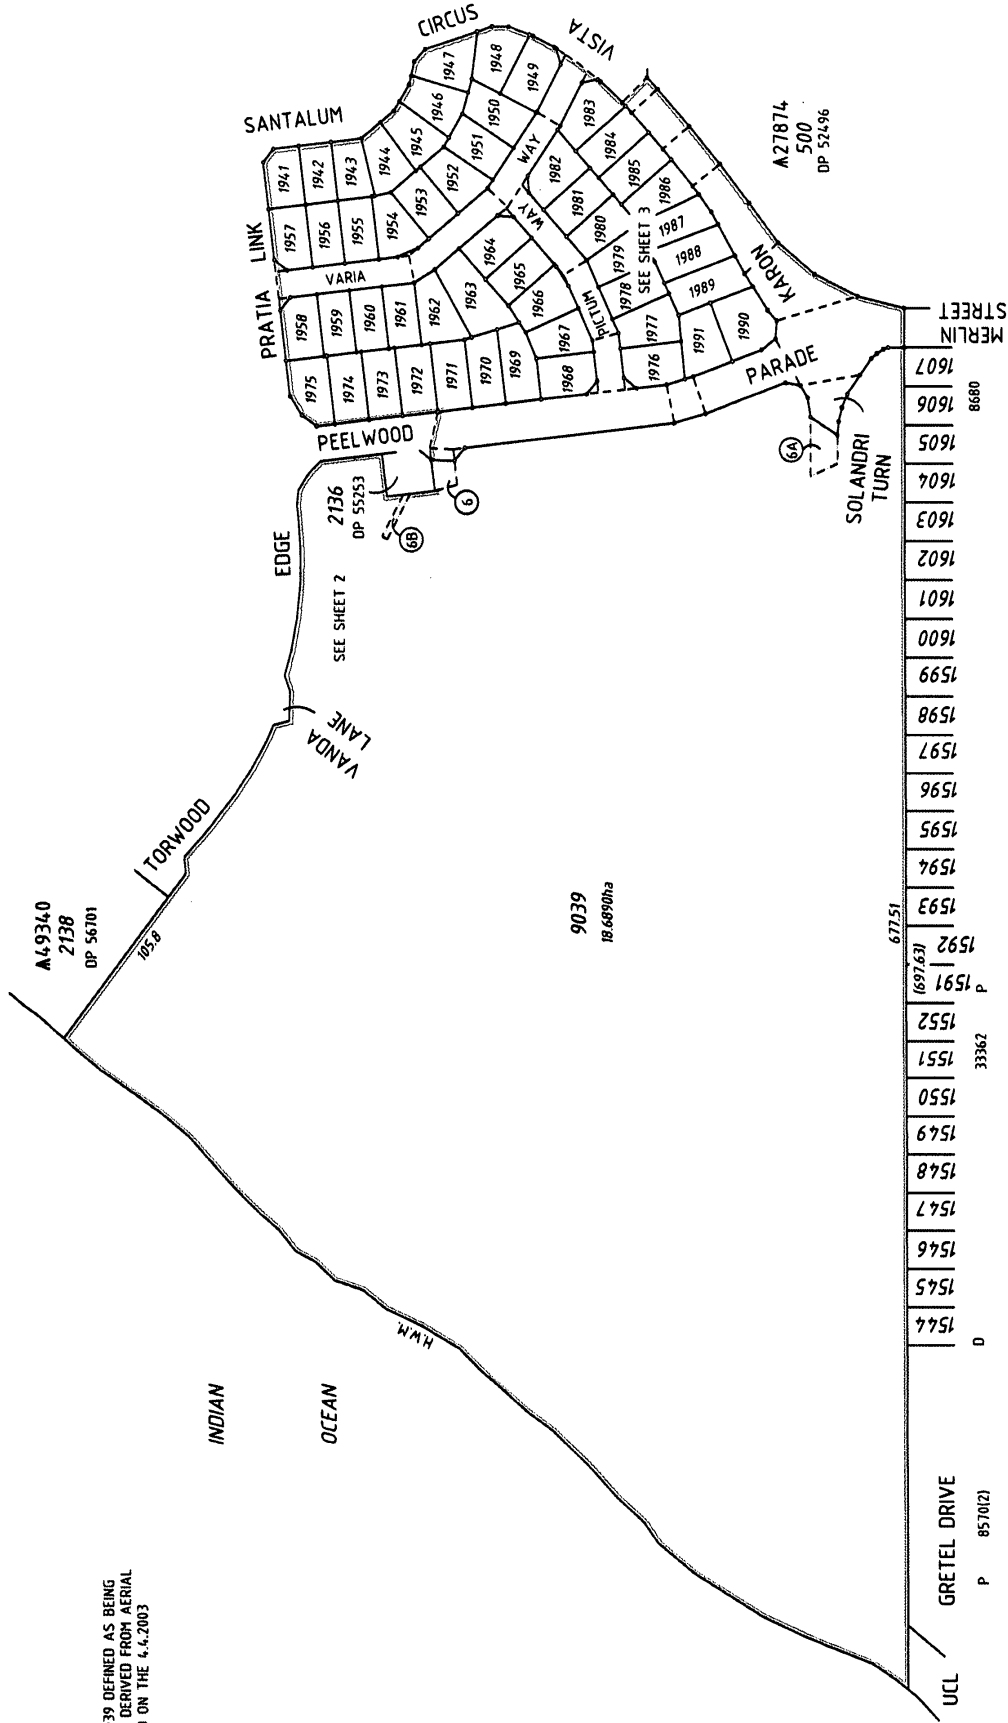 CIRCUS
VISTA
SANTALUM
PRATIA LINK
VARIA
WAY
WAY
PICTUM
1941
1942
1943
1944
1945
1946
1947
1948
1949
1950
1951
1952
1953
1954
1955
1956
1957
1958
1959
1960
1961
1962
1963
1964
1965
1966
1967
1968
1969
1970
1971
1972
1973
1974
1975
1976
1977
1978
1979
1980
1981
1982
1983
1984
1985
1986
1987
1988
1989
1990
1991
SEE SHEET 3
KARON
A27874
500
DP 52496
PEELWOOD
PARADE
MERLIN
STREET
SOLANDRI
TURN
6A
6
6B
2136
DP 55253
EDGE
SEE SHEET 2
VANDA
LANE
TORWOOD
A49340
2138
DP 56701
105.8
9039
18.6890ha
677.51
(697.63)
1607
1606
1605
1604
1603
1602
1601
1600
1599
1598
1597
1596
1595
1594
1593
1592
1591
1552
1551
1550
1549
1548
1547
1546
1545
1544
8680
P
33362
D
H.W.M.
INDIAN
OCEAN
GRETEL DRIVE
P
8570(2)
UCL
39 DEFINED AS BEING
DERIVED FROM AERIAL
ON THE 4.4.2003